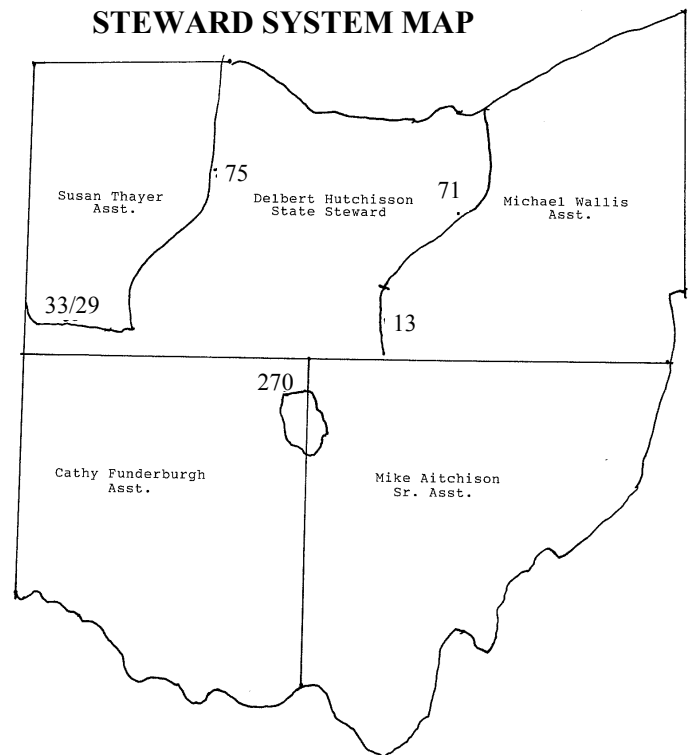 STEWARD SYSTEM MAP
75
Susan Thayer
Asst.
Delbert Hutchisson
State Steward
71
Michael Wallis
Asst.
33/29
13
270
Cathy Funderburgh
Asst.
Mike Aitchison
Sr. Asst.